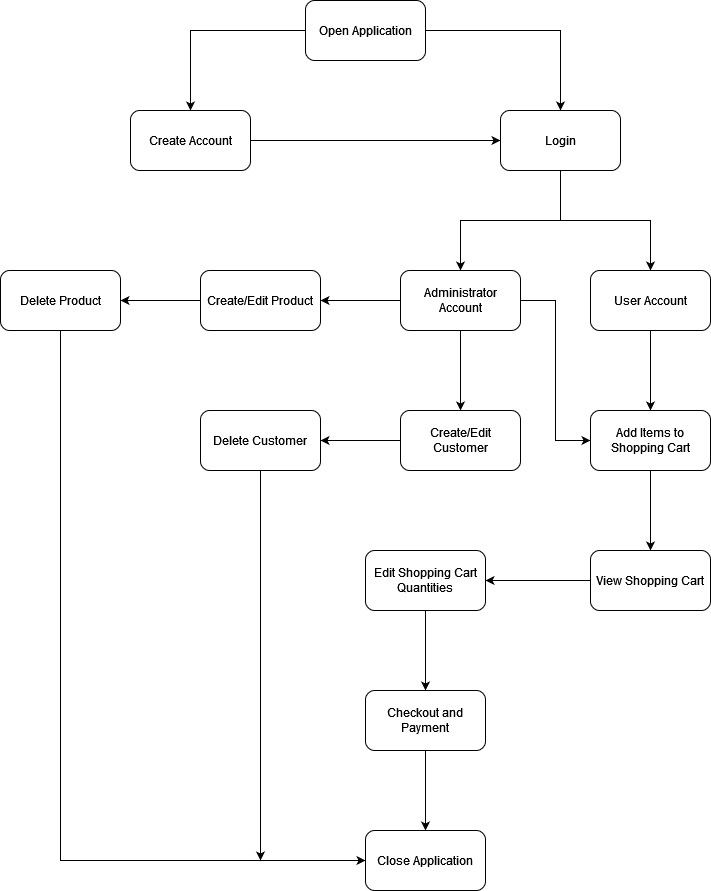 Open Application
Create Account
Login
Delete Product
Create/Edit Product
Administrator
Account
User Account
Delete Customer
Create/Edit
Customer
Add Items to
Shopping Cart
Edit Shopping Cart
Quantities
View Shopping Cart
Checkout and
Payment
Close Application